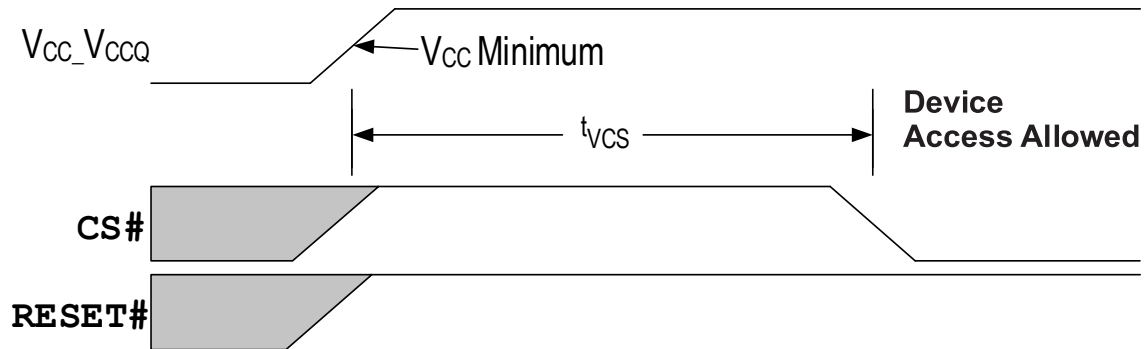 VCC_VCCQ
VCC Minimum
tVCS
Device
Access Allowed
CS#
RESET#